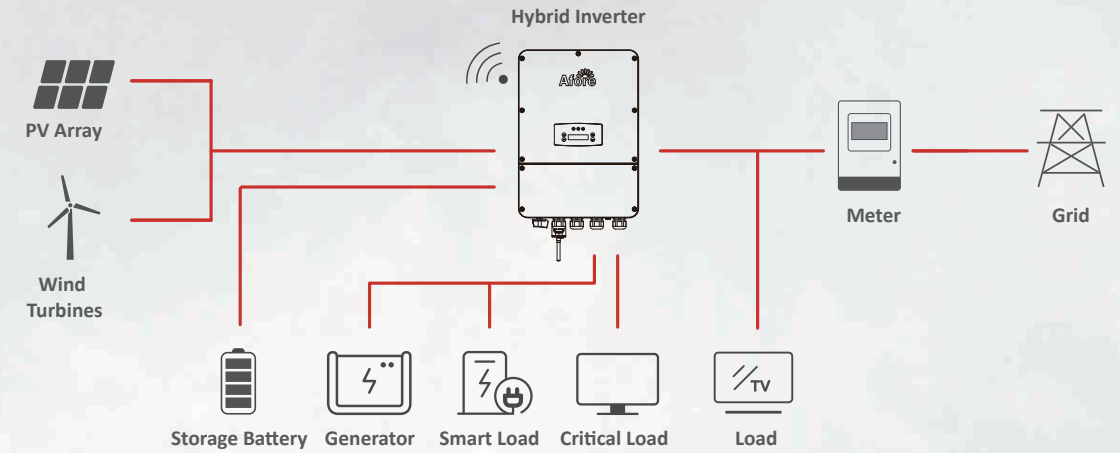 Hybrid Inverter
Afore
PV Array
Wind
Turbines
Meter
Grid
TV
Storage Battery
Generator
Smart Load
Critical Load
Load